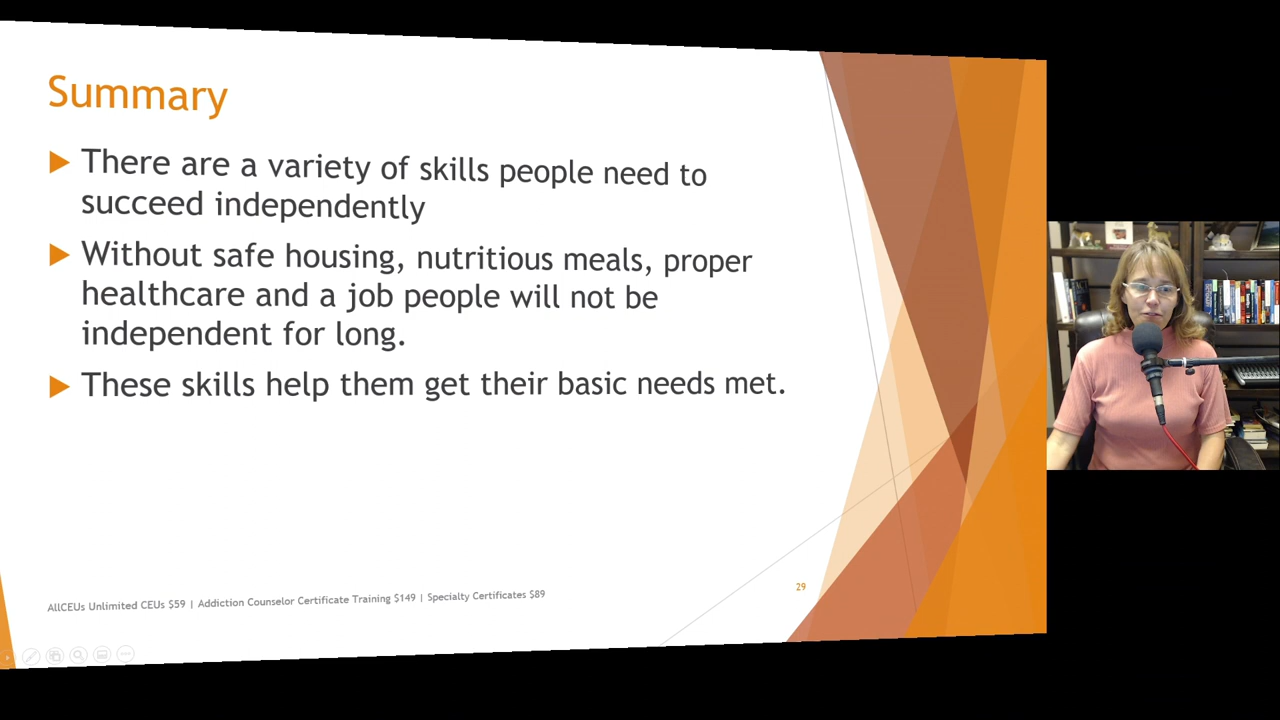 Summary
There are a variety of skills people need to
succeed independently
Without safe housing, nutritious meals, proper
healthcare and a job people will not be
independent for long.
These skills help them get their basic needs met.
AllCEUs Unlimited CEUs $59 | Addiction Counselor Certificate Training $149 | Specialty Certificates $89
29